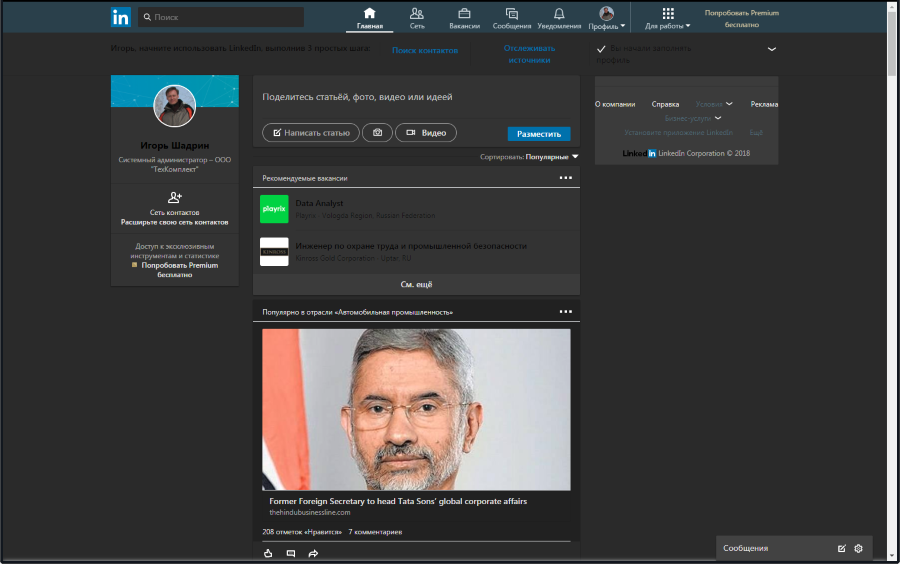 in
Поиск
Главная
Сеть
Вакансии
Сообщения
Уведомления
Профиль
Для работы
Попробовать Premium
бесплатно
Игорь, начните использовать LinkedIn, выполнив 3 простых шага:
Поиск контактов
Отслеживать
источники
Вы начали заполнять
профиль
Игорь Шадрин
Системный администратор – ООО
"ТехКомплект"
Сеть контактов
Расширьте свою сеть контактов
Доступ к эксклюзивным
инструментам и статистике
Попробовать Premium
бесплатно
Поделитесь статьёй, фото, видео или идеей
Написать статью
Видео
Разместить
Сортировать: Популярные
Рекомендуемые вакансии
playrix
Data Analyst
Playrix · Vologda Region, Russian Federation
KINROSS
Инженер по охране труда и промышленной безопасности
Kinross Gold Corporation ·
См. ещё
Популярно в отрасли «Автомобильная промышленность»
Former Foreign Secretary to head Tata Sons' global corporate affairs
thehindubusinessline.com
208 отметок «Нравится» 7 комментариев
О компании
Справка
Условия
Реклама
Бизнес-услуги
Установите приложение LinkedIn
Ещё
Linked in LinkedIn Corporation © 2018
Сообщения